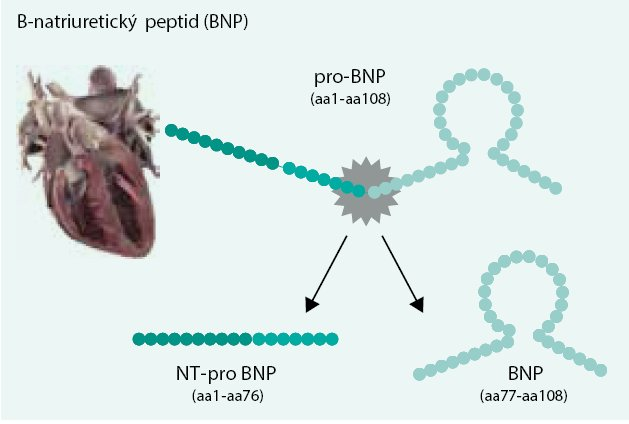 B-natriuretický peptid (BNP)
pro-BNP
(aa1-aa108)
NT-pro BNP
(aa1-aa76)
BNP
(aa77-aa108)